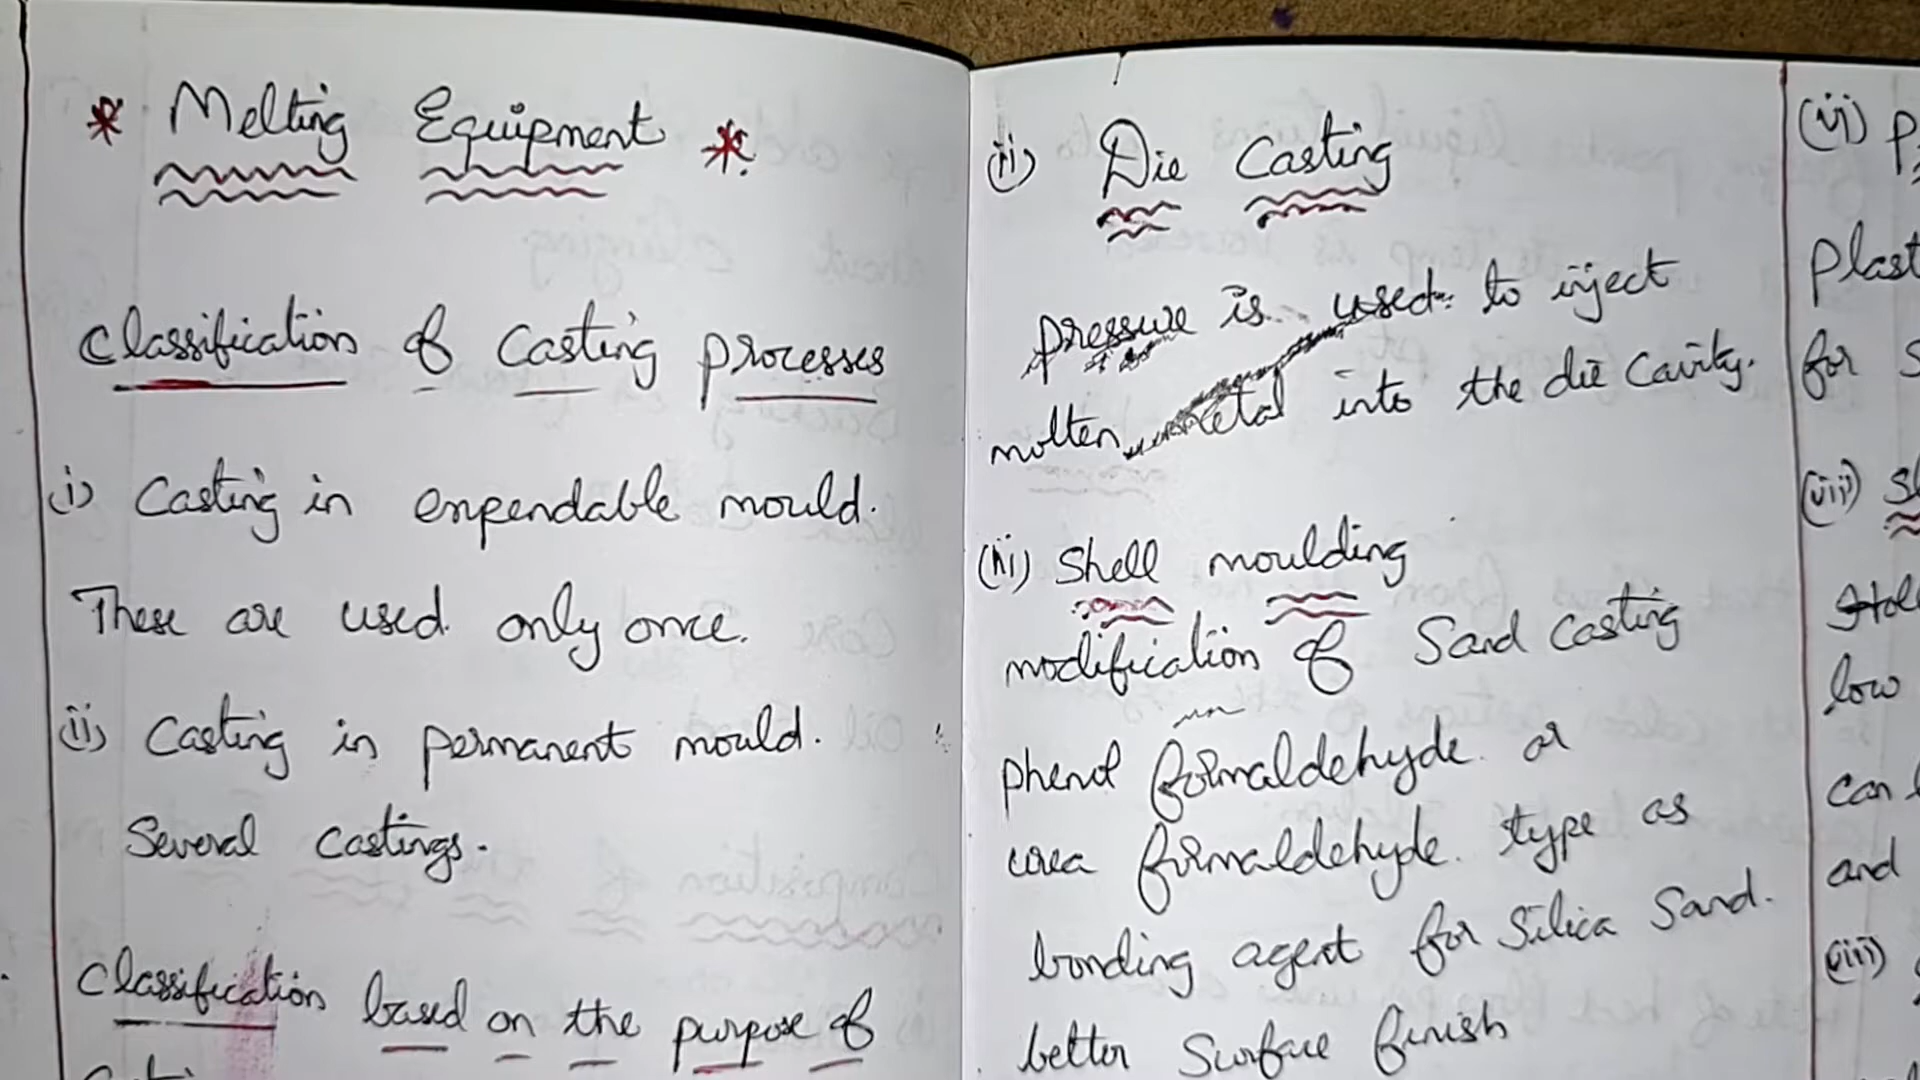 * Melting Equipment *
Classification of Casting processes
(i) Casting in enpendable mould.
These are used only once.
(ii) Casting in permanent mould.
Several castings.
Classification based on the purpose of
(ii) Die Casting
pressure is used to inject
molten metal into the die Cavity.
(iii) Shell moulding
modification of Sand Casting
phenol formaldehyde or
urea formaldehyde type as
bonding agent for Silica Sand.
better Surface finish
(vi)
plast
for S
(vii)
low
can
and
(viii)